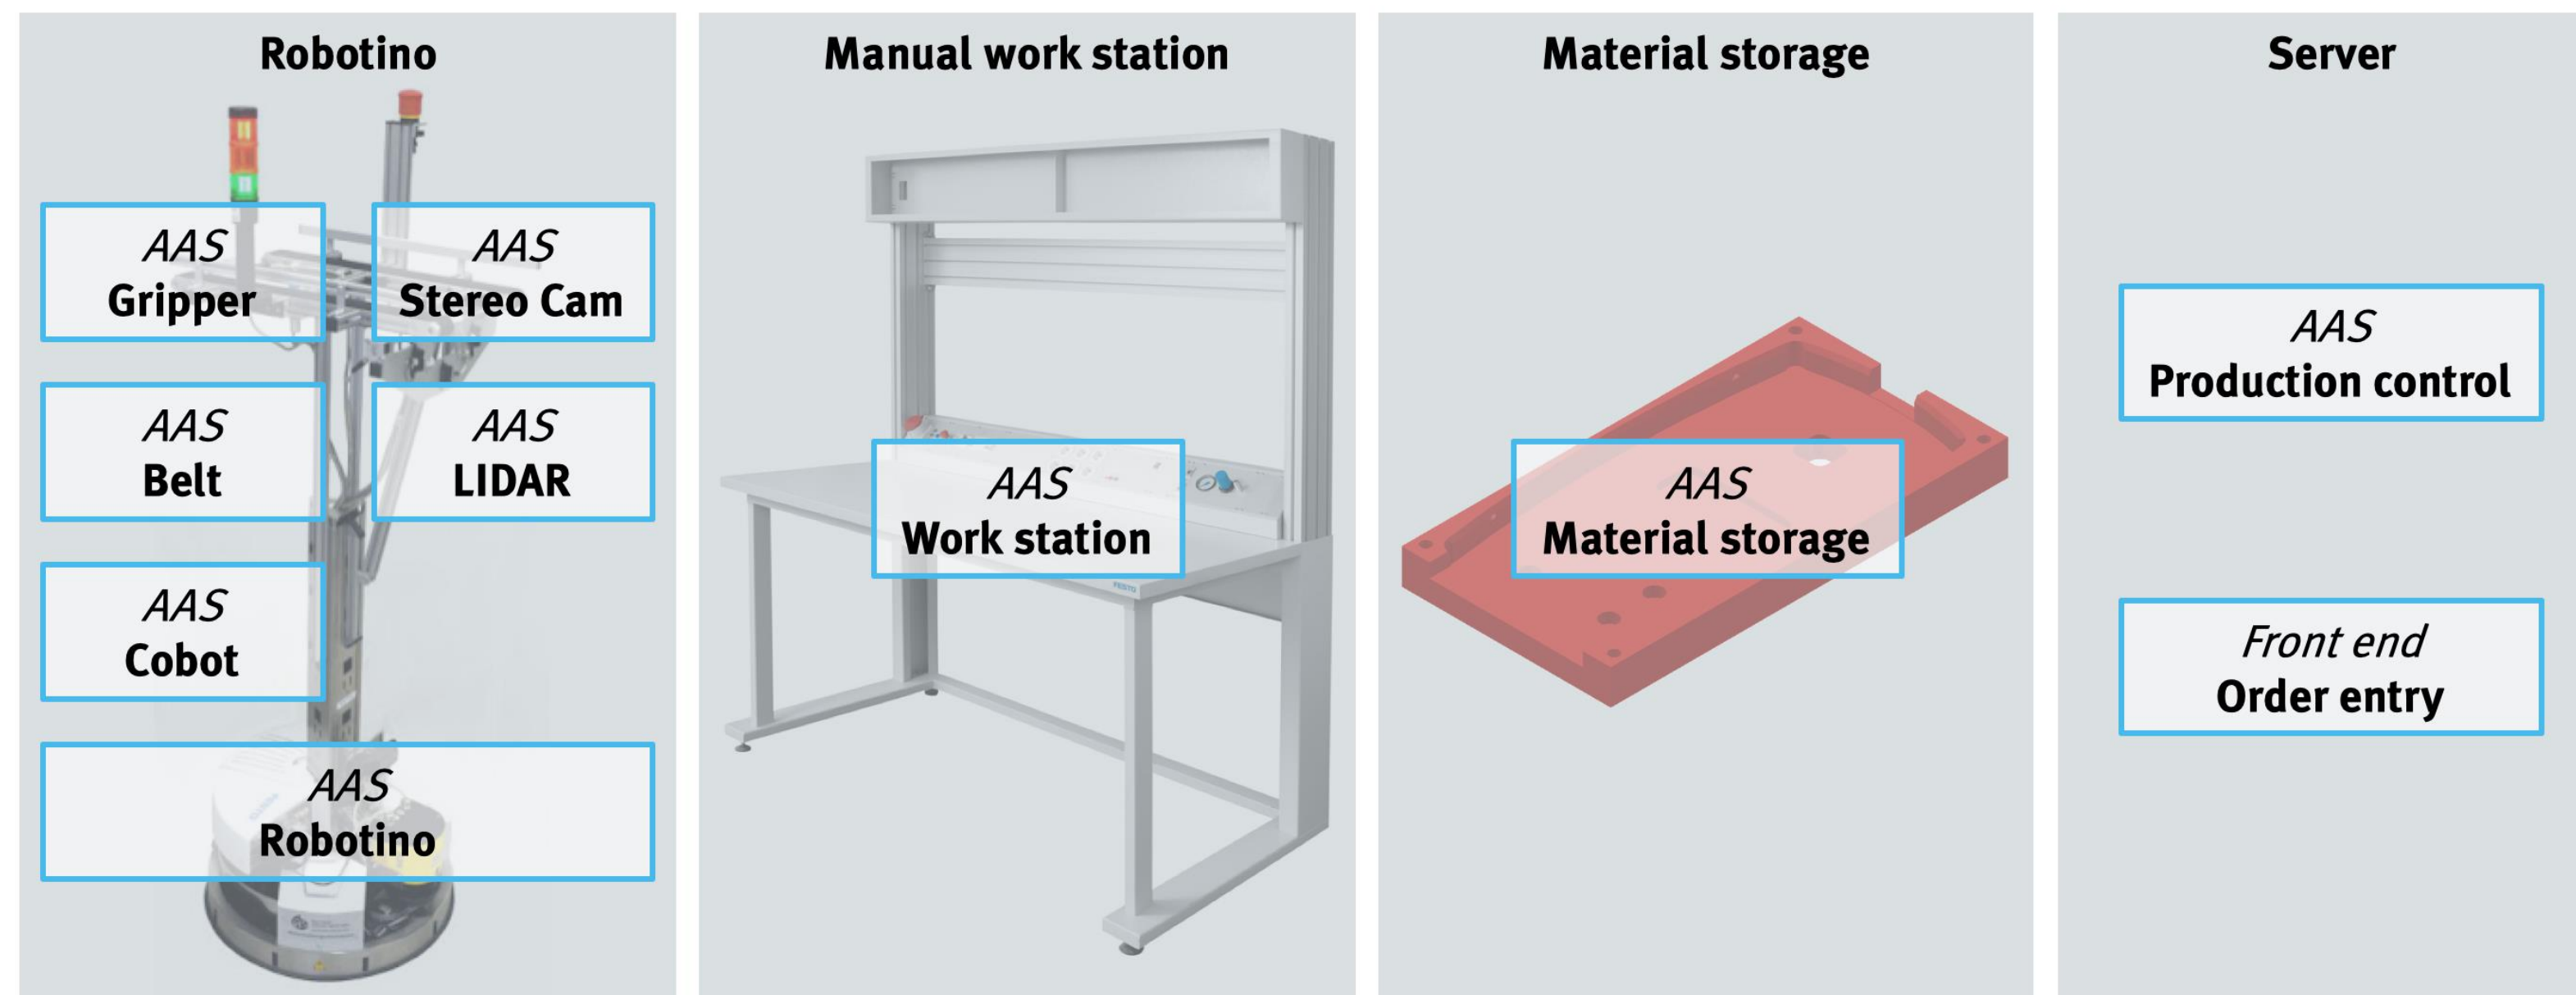 Robotino
AAS
Gripper
AAS
Stereo Cam
AAS
Belt
AAS
LIDAR
AAS
Cobot
AAS
Robotino
Manual work station
AAS
Work station
FESTO
Material storage
AAS
Material storage
Server
AAS
Production control
Front end
Order entry